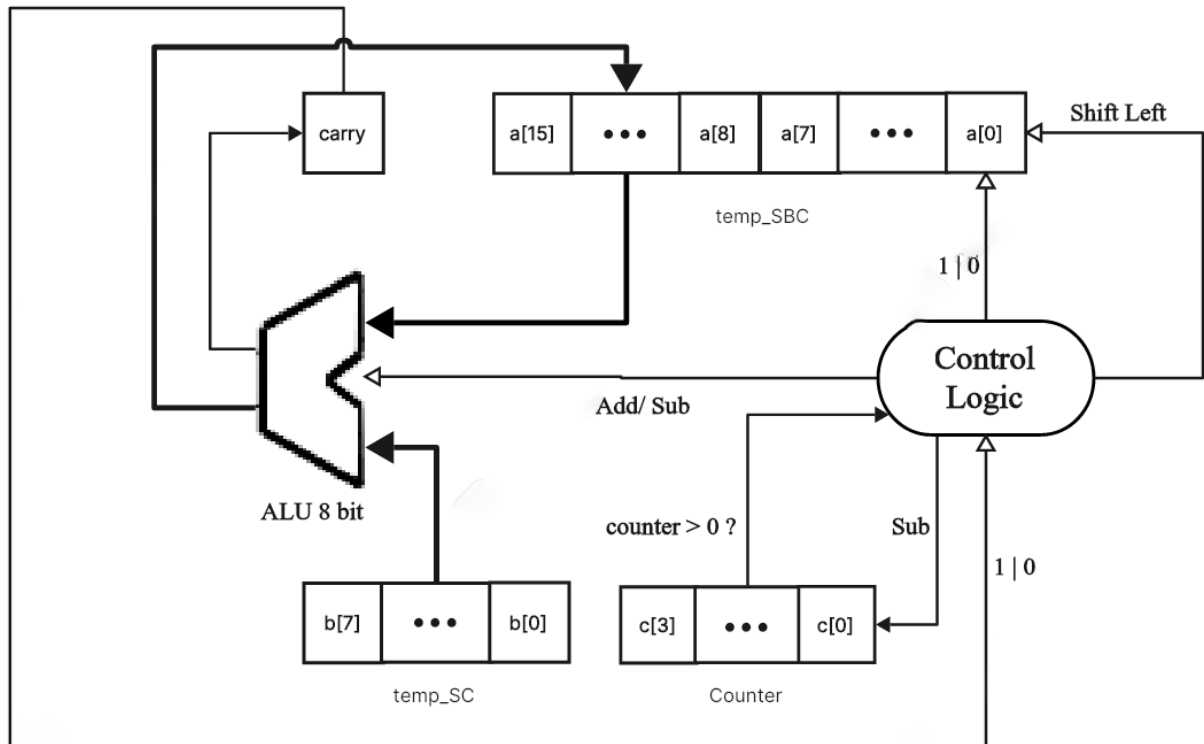 carry
a[15]
•••
a[8]
a[7]
•••
a[0]
Shift Left
temp_SBC
1 | 0
Control
Logic
Add/ Sub
ALU 8 bit
counter > 0 ?
Sub
1 | 0
b[7]
•••
b[0]
c[3]
•••
c[0]
temp_SC
Counter